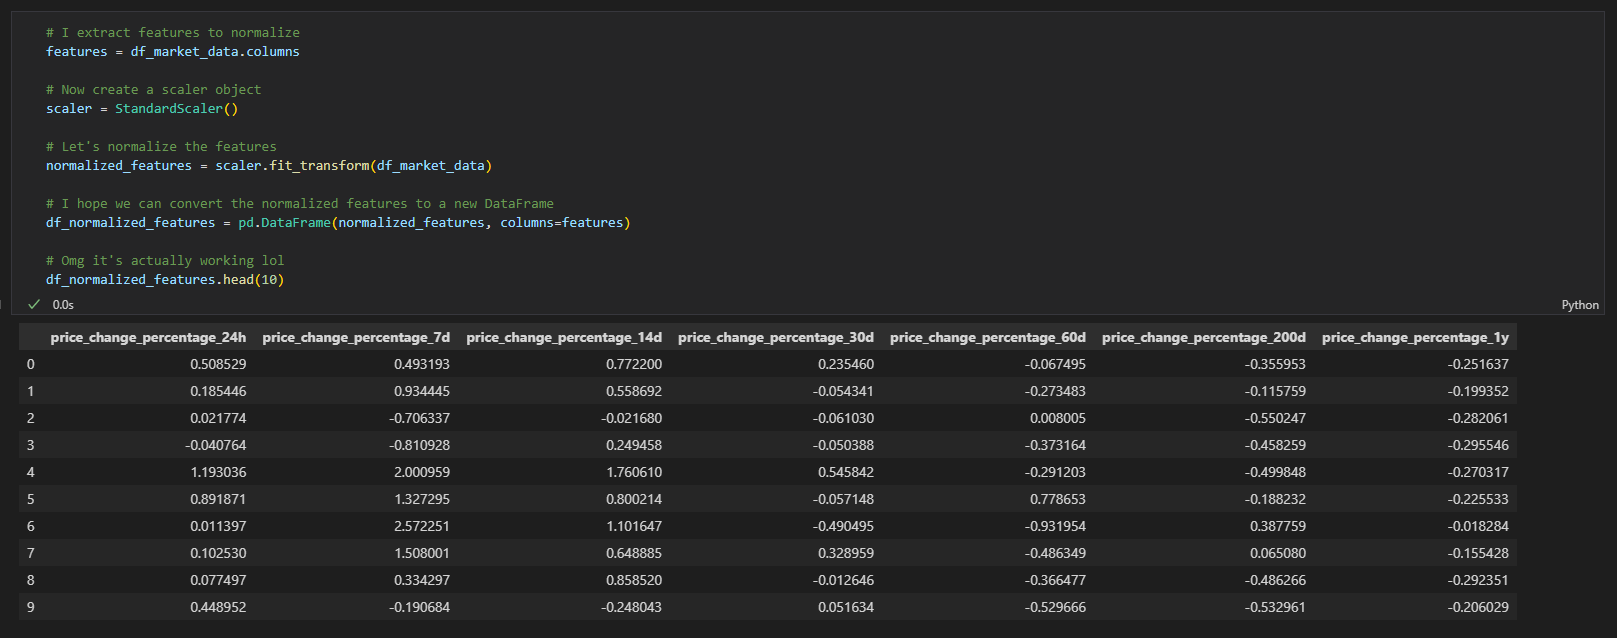 # I extract features to normalize
features = df_market_data.columns
# Now create a scaler object
scaler = StandardScaler()
# Let's normalize the features
normalized_features = scaler.fit_transform(df_market_data)
# I hope we can convert the normalized features to a new DataFrame
df_normalized_features = pd.DataFrame(normalized_features, columns=features)
# Omg it's actually working lol
df_normalized_features.head(10)
0.0s Python
price_change_percentage_24h price_change_percentage_7d price_change_percentage_14d price_change_percentage_30d price_change_percentage_60d price_change_percentage_200d price_change_percentage_1y
0 0.508529 0.493193 0.772200 0.235460 -0.067495 -0.355953 -0.251637
1 0.185446 0.934445 0.558692 -0.054341 -0.273483 -0.115759 -0.199352
2 0.021774 -0.706337 -0.021680 -0.061030 0.008005 -0.550247 -0.282061
3 -0.040764 -0.810928 0.249458 -0.050388 -0.373164 -0.458259 -0.295546
4 1.193036 2.000959 1.760610 0.545842 -0.291203 -0.499848 -0.270317
5 0.891871 1.327295 0.800214 -0.057148 0.778653 -0.188232 -0.225533
6 0.011397 2.572251 1.101647 -0.490495 -0.931954 0.387759 -0.018284
7 0.102530 1.508001 0.648885 0.328959 -0.486349 0.065080 -0.155428
8 0.077497 0.334297 0.858520 -0.012646 -0.366477 -0.486266 -0.292351
9 0.448952 -0.190684 -0.248043 0.051634 -0.529666 -0.532961 -0.206029